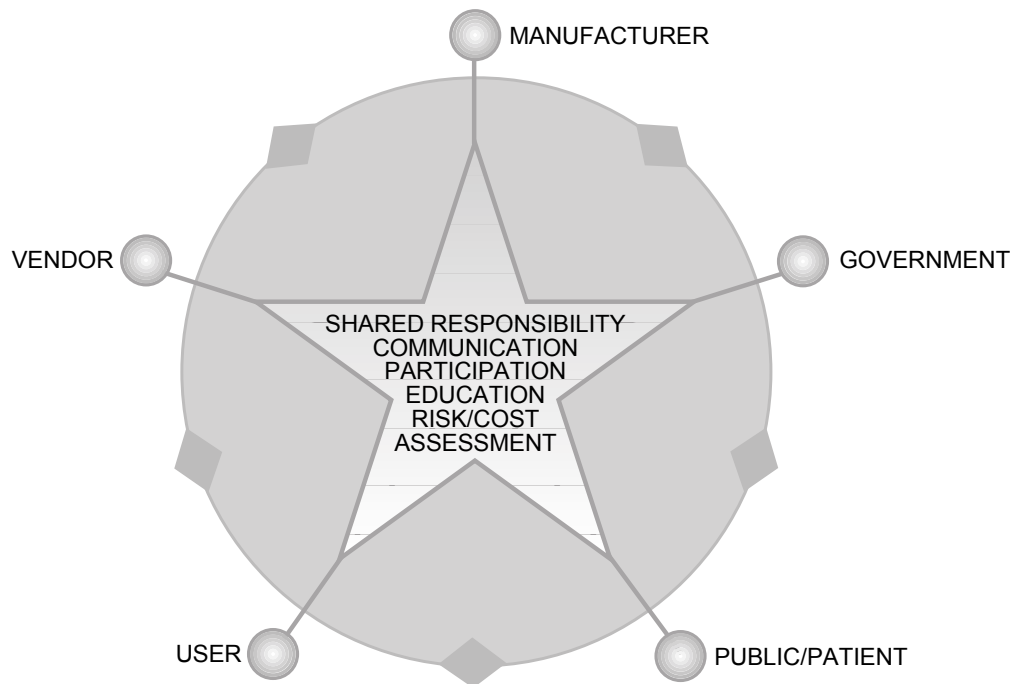 MANUFACTURER
VENDOR
GOVERNMENT
SHARED RESPONSIBILITY
COMMUNICATION
PARTICIPATION
EDUCATION
RISK/COST
ASSESSMENT
USER
PUBLIC/PATIENT